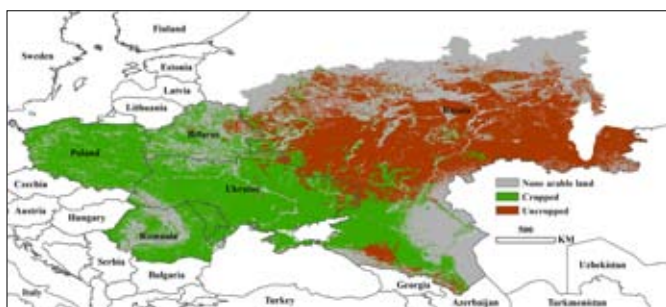 Finland
Sweden
Estonia
Latvia
Lithuania
Russia
Belarus
Poland
Ukraine
Czechia
Austria
Hungary
Romania
None arable land
Cropped
Uncropped
500
KM
Serbia
Italy
Bulgaria
Georgia
Uzbekistan
Turkey
Azerbaijan
Turkmenistan